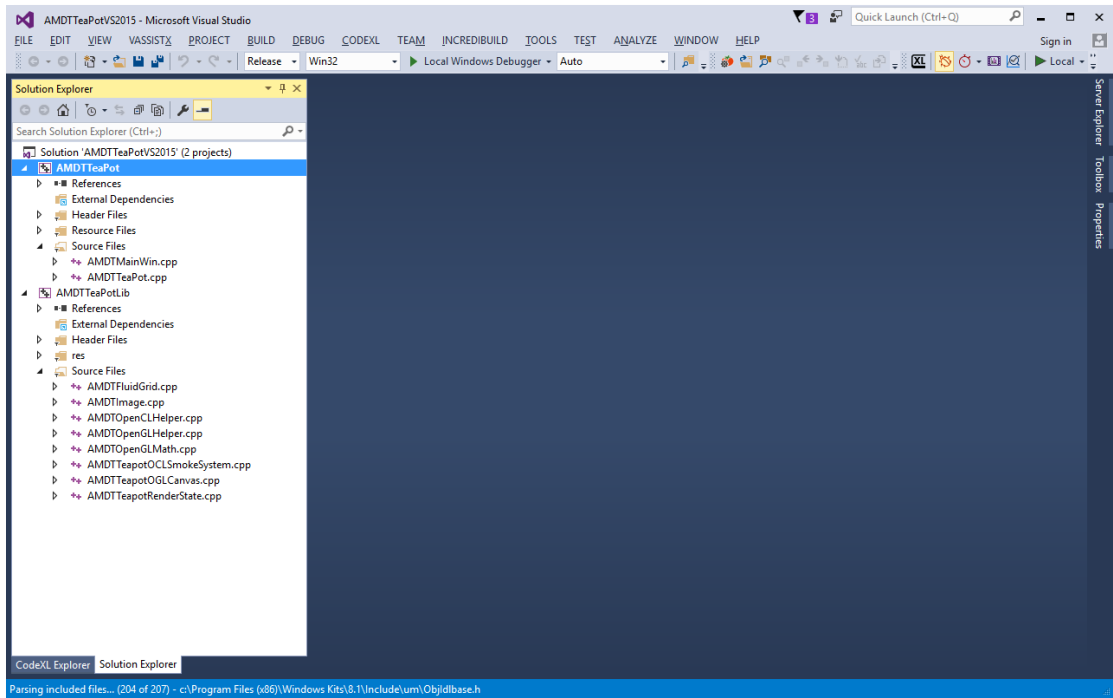 AMDTTeaPotVS2015 - Microsoft Visual Studio
3
Quick Launch (Ctrl+Q)
FILE EDIT VIEW VASSISTX PROJECT BUILD DEBUG CODEXL TEAM INCREDIBUILD TOOLS TEST ANALYZE WINDOW HELP
Sign in
Release Win32 Local Windows Debugger Auto XL Local
Solution Explorer
Search Solution Explorer (Ctrl+;)
Solution 'AMDTTeaPotVS2015' (2 projects)
AMDTTeaPot
References
External Dependencies
Header Files
Resource Files
Source Files
AMDTMainWin.cpp
AMDTTeaPot.cpp
AMDTTeaPotLib
References
External Dependencies
Header Files
res
Source Files
AMDTFluidGrid.cpp
AMDTImage.cpp
AMDTOpenCLHelper.cpp
AMDTOpenGLHelper.cpp
AMDTOpenGLMath.cpp
AMDTTeapotOCLSmokeSystem.cpp
AMDTTeapotOGLCanvas.cpp
AMDTTeapotRenderState.cpp
Server Explorer
Toolbox
Properties
CodeXL Explorer Solution Explorer
Parsing included files... (204 of 207) - c:\Program Files (x86)\Windows Kits\8.1\Include\um\ObjIdlbase.h